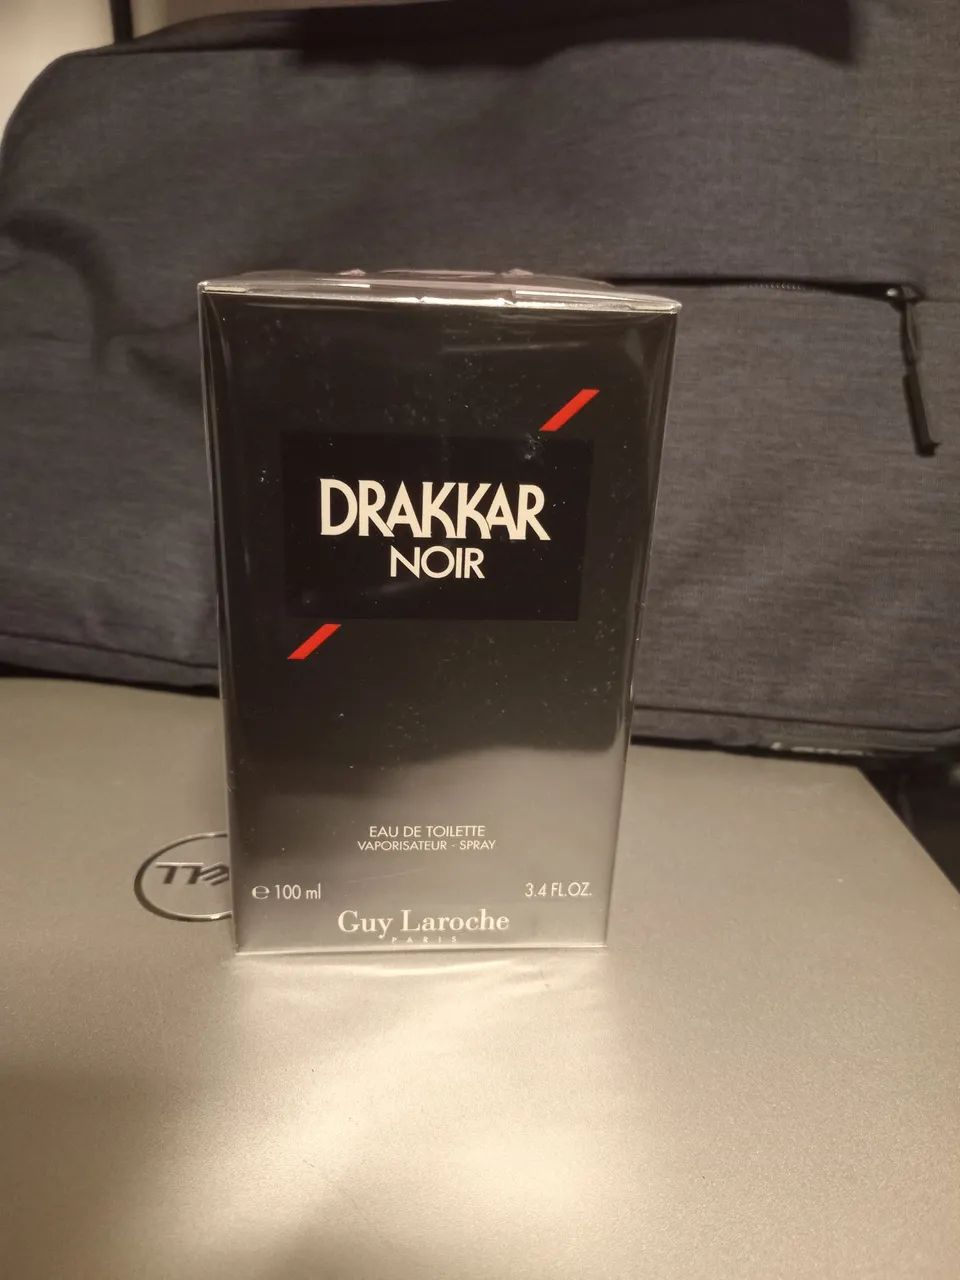 DRAKKAR
NOIR
EAU DE TOILETTE
VAPORISATEUR - SPRAY
℮ 100 ml
3.4 FL.OZ.
Guy Laroche
PARIS